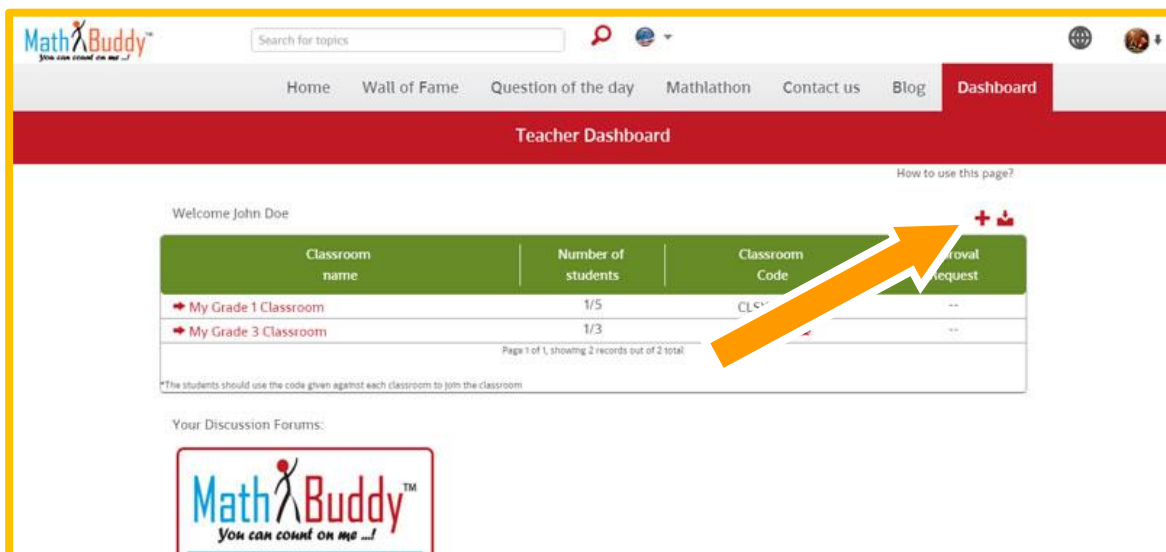 Math Buddy™
You can count on me ...!
Search for topics
Home Wall of Fame Question of the day Mathlathon Contact us Blog Dashboard
Teacher Dashboard
How to use this page?
Welcome John Doe
Classroom name Number of students Classroom Code
My Grade 1 Classroom 1/5 --
My Grade 3 Classroom 1/3 --
Page 1 of 1, showing 2 records out of 2 total
*The students should use the code given against each classroom to join the classroom
Your Discussion Forums:
Math Buddy™
You can count on me ...!